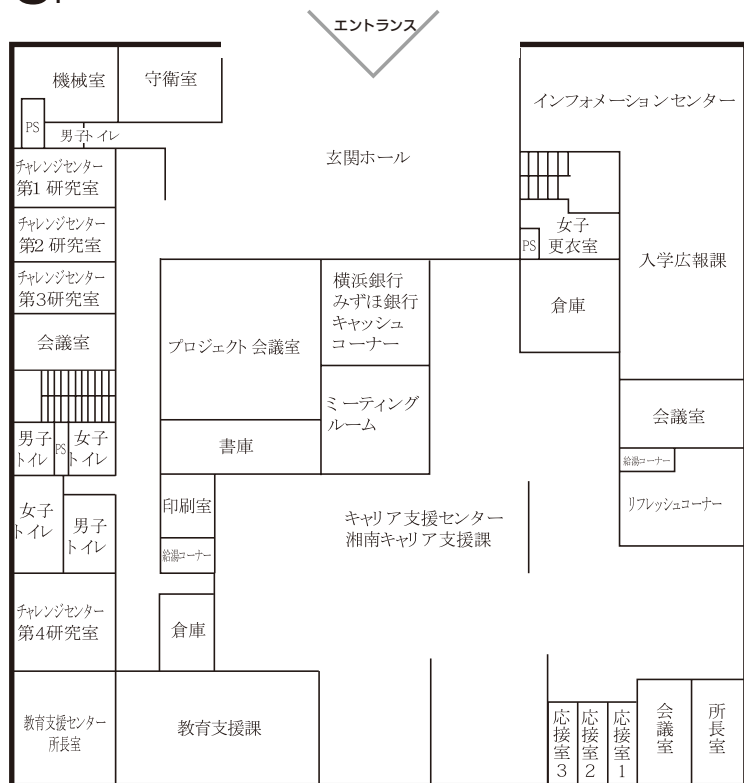 エントランス
機械室
守衛室
PS
男子トイレ
インフォメーションセンター
玄関ホール
チャレンジセンター
第1研究室
チャレンジセンター
第2研究室
チャレンジセンター
第3研究室
会議室
女子
更衣室
PS
入学広報課
倉庫
横浜銀行
みずほ銀行
キャッシュ
コーナー
プロジェクト会議室
ミーティング
ルーム
書庫
会議室
給湯コーナー
リフレッシュコーナー
男子
トイレ
PS
女子
トイレ
女子
トイレ
男子
トイレ
印刷室
給湯コーナー
キャリア支援センター
湘南キャリア支援課
チャレンジセンター
第4研究室
倉庫
教育支援センター
所長室
教育支援課
応接室3
応接室2
応接室1
会議室
所長室